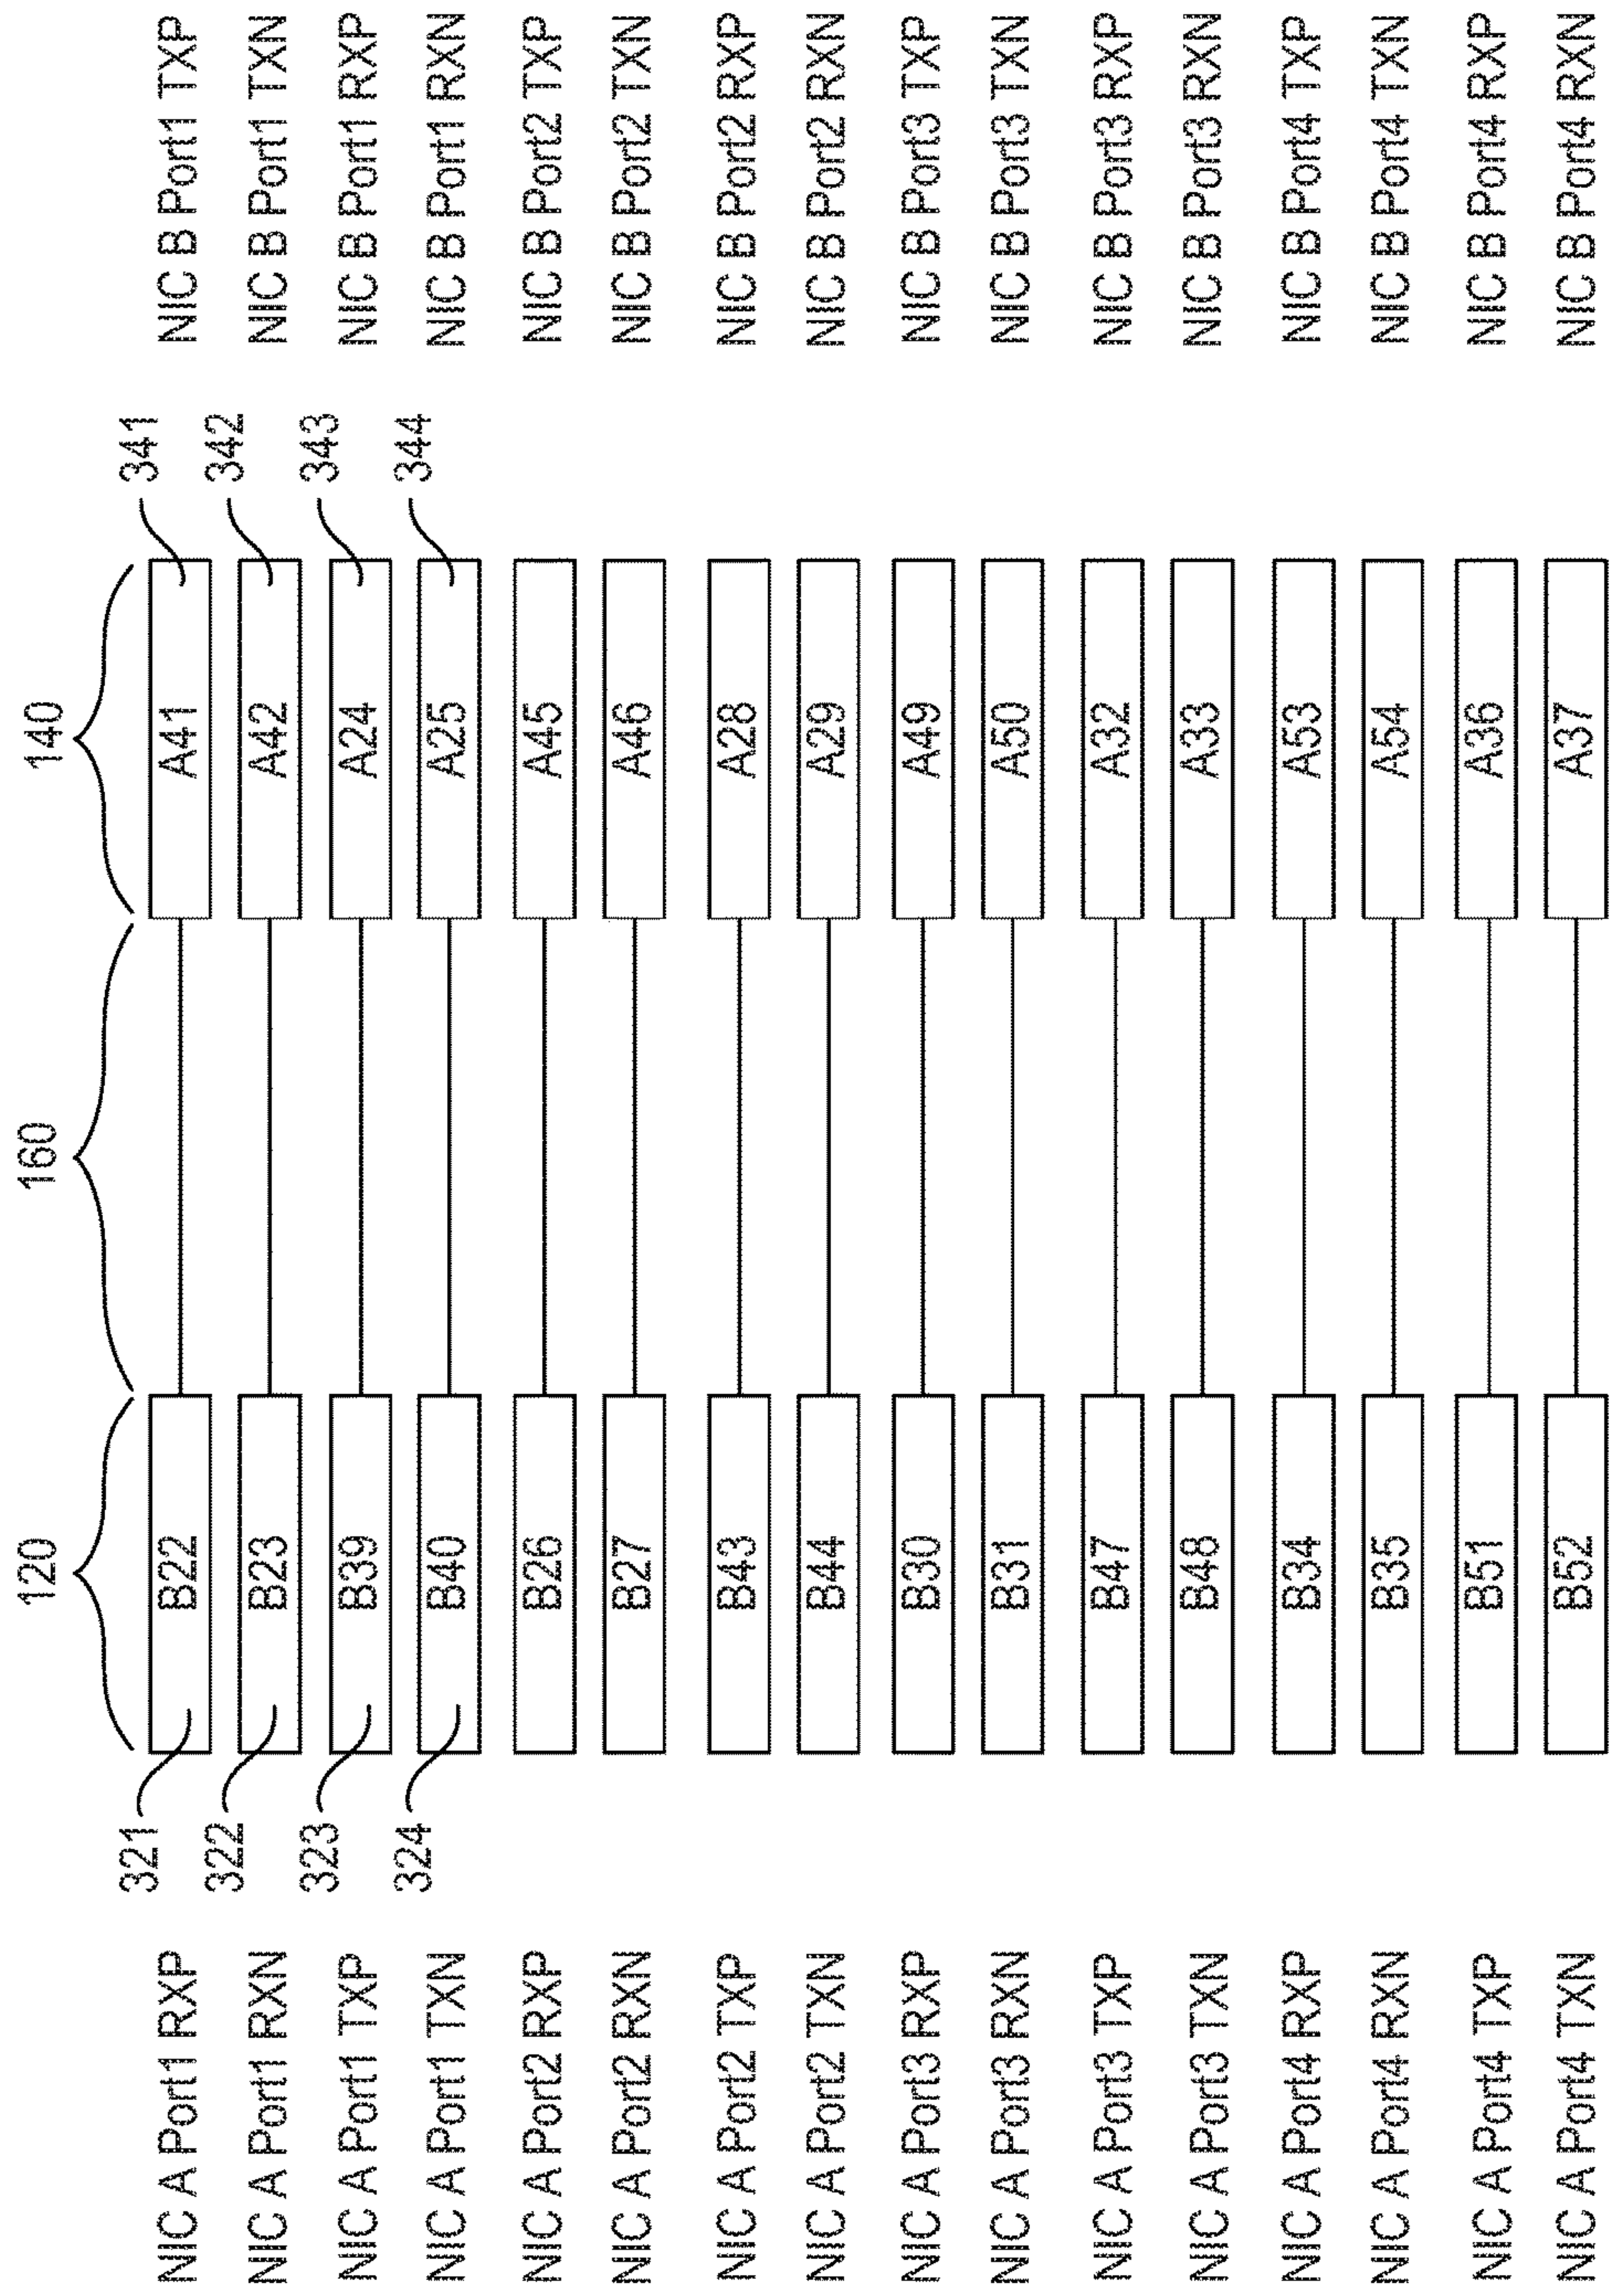 120
160
140
NIC A Port1 RXP
321
B22
A41
341
NIC B Port1 TXP
NIC A Port1 RXN
322
B23
A42
342
NIC B Port1 TXN
NIC A Port1 TXP
323
B39
A24
343
NIC B Port1 RXP
NIC A Port1 TXN
324
B40
A25
344
NIC B Port1 RXN
NIC A Port2 RXP
B26
A45
NIC B Port2 TXP
NIC A Port2 RXN
B27
A46
NIC B Port2 TXN
NIC A Port2 TXP
B43
A28
NIC B Port2 RXP
NIC A Port2 TXN
B44
A29
NIC B Port2 RXN
NIC A Port3 RXP
B30
A49
NIC B Port3 TXP
NIC A Port3 RXN
B31
A50
NIC B Port3 TXN
NIC A Port3 TXP
B47
A32
NIC B Port3 RXP
NIC A Port3 TXN
B48
A33
NIC B Port3 RXN
NIC A Port4 RXP
B34
A53
NIC B Port4 TXP
NIC A Port4 RXN
B35
A54
NIC B Port4 TXN
NIC A Port4 TXP
B51
A36
NIC B Port4 RXP
NIC A Port4 TXN
B52
A37
NIC B Port4 RXN